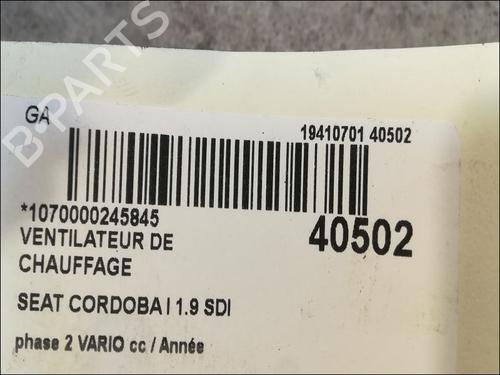 B-PARTS
GA
19410701 40502
*1070000245845
40502
VENTILATEUR DE
CHAUFFAGE
SEAT CORDOBA I 1.9 SDI
phase 2 VARIO cc / Année